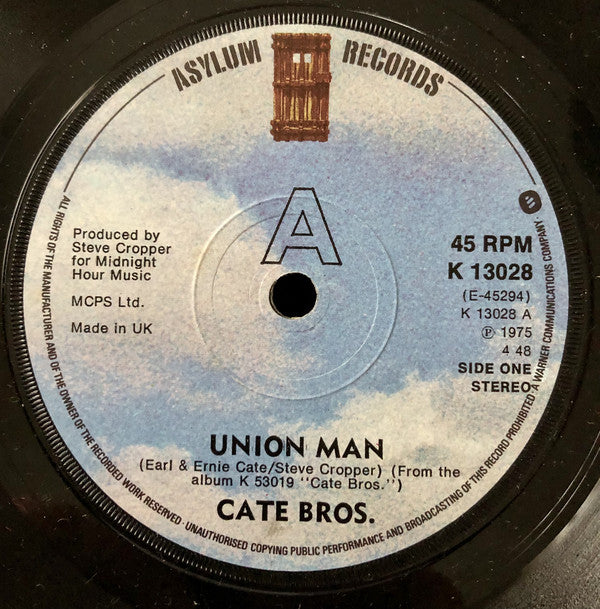 ASYLUM RECORDS
A
Produced by
Steve Cropper
for Midnight
Hour Music
MCPS Ltd.
Made in UK
45 RPM
K 13028
(E-45294)
K 13028 A
℗ 1975
4 48
SIDE ONE
STEREO
UNION MAN
(Earl & Ernie Cate/Steve Cropper) (From the
album K 53019 "Cate Bros.")
CATE BROS.
ALL RIGHTS OF THE MANUFACTURER AND OF THE OWNER OF THE RECORDED WORK RESERVED · UNAUTHORISED COPYING PUBLIC PERFORMANCE AND BROADCASTING OF THIS RECORD PROHIBITED · A WARNER COMMUNICATIONS COMPANY